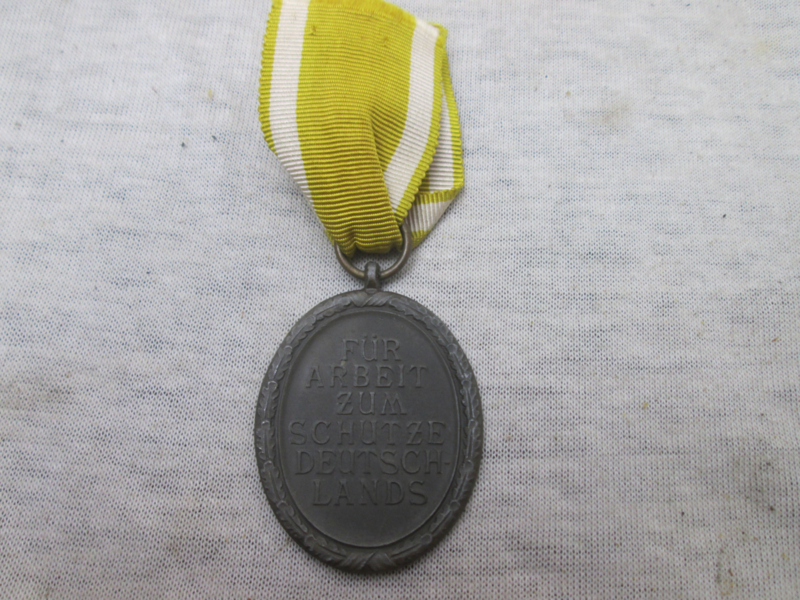 FÜR
ARBEIT
ZUM
SCHUTZE
DEUTSCH-
LANDS